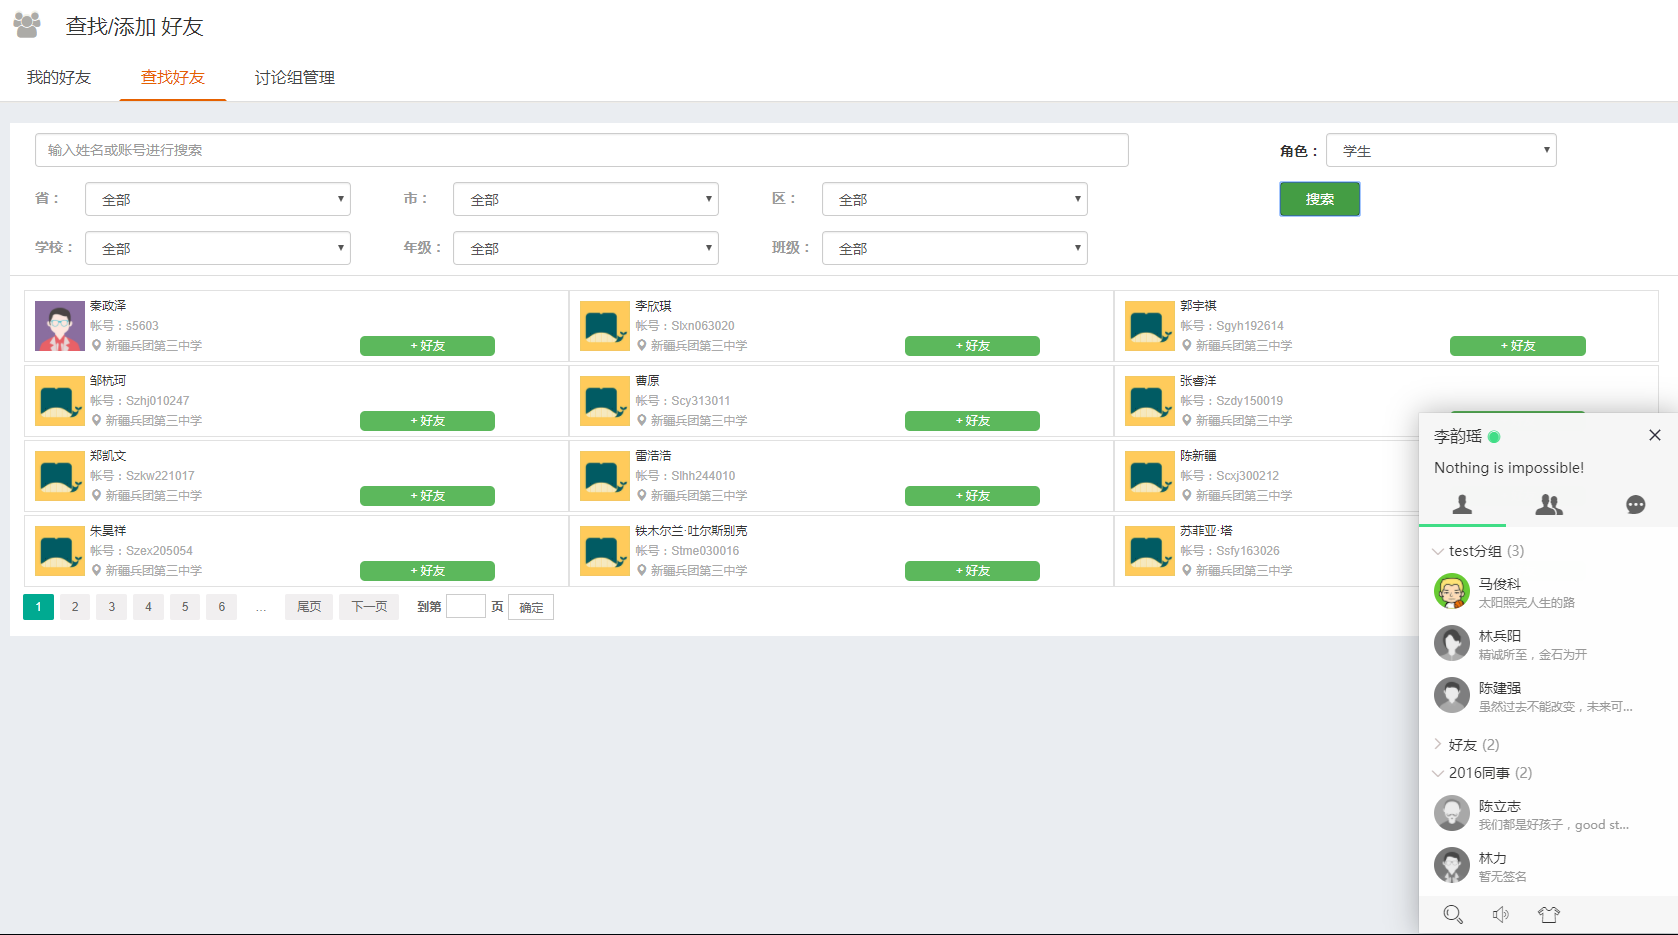 查找/添加 好友
我的好友 查找好友 讨论组管理
输入姓名或账号进行搜索 角色： 学生
省： 全部 市： 全部 区： 全部 搜索
学校： 全部 年级： 全部 班级： 全部
秦政泽
帐号：s5603
新疆兵团第三中学
+ 好友
李欣琪
帐号：Slxn063020
新疆兵团第三中学
+ 好友
郭宇祺
帐号：Sgyh192614
新疆兵团第三中学
+ 好友
邹杭珂
帐号：Szhj010247
新疆兵团第三中学
+ 好友
曹原
帐号：Scy313011
新疆兵团第三中学
+ 好友
张睿洋
帐号：Szdy150019
新疆兵团第三中学
郑凯文
帐号：Szkw221017
新疆兵团第三中学
+ 好友
雷浩浩
帐号：Slhh244010
新疆兵团第三中学
+ 好友
陈新疆
帐号：Scxj300212
新疆兵团第三中学
朱昊祥
帐号：Szex205054
新疆兵团第三中学
+ 好友
铁木尔兰·吐尔斯别克
帐号：Stme030016
新疆兵团第三中学
+ 好友
苏菲亚·塔
帐号：Ssfy163026
新疆兵团第三中学
1 2 3 4 5 6 ... 尾页 下一页 到第 页 确定
李韵瑶
Nothing is impossible!
test分组 (3)
马俊科
太阳照亮人生的路
林兵阳
精诚所至，金石为开
陈建强
虽然过去不能改变，未来可...
好友 (2)
2016同事 (2)
陈立志
我们都是好孩子，good st...
林力
暂无签名